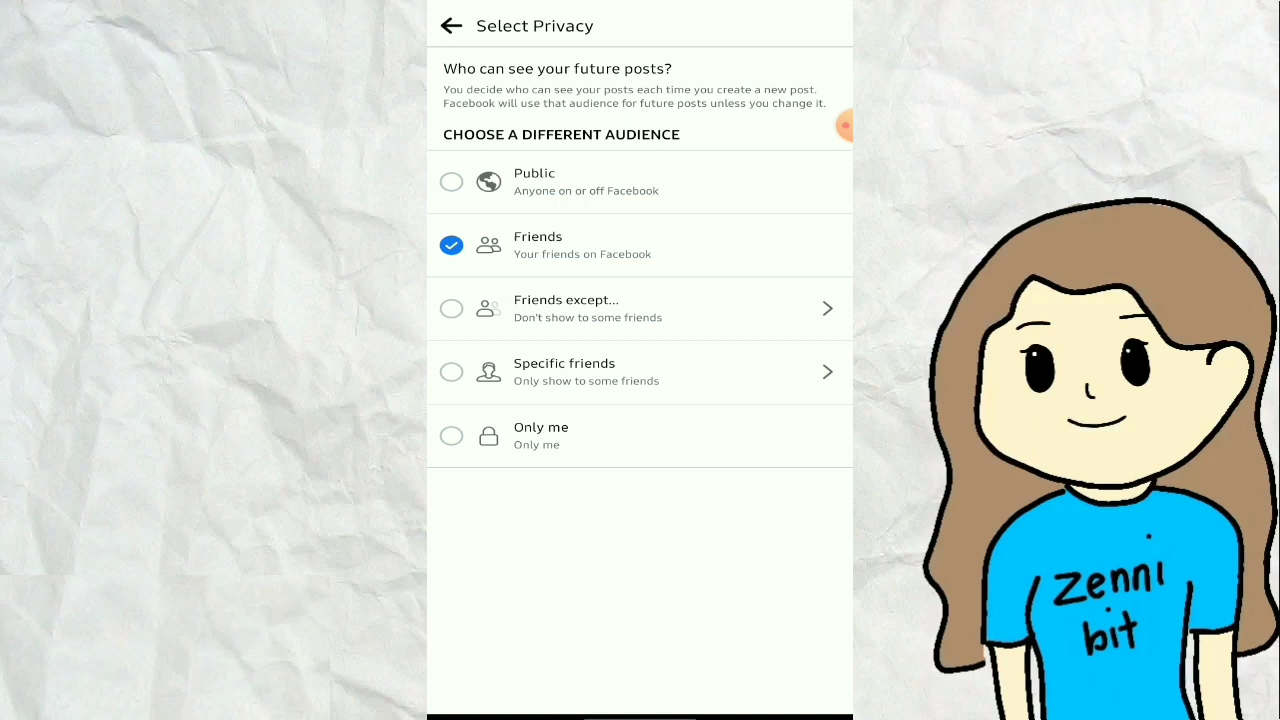 Select Privacy
Who can see your future posts?
You decide who can see your posts each time you create a new post.
Facebook will use that audience for future posts unless you change it.
CHOOSE A DIFFERENT AUDIENCE
Public
Anyone on or off Facebook
Friends
Your friends on Facebook
Friends except...
Don't show to some friends
Specific friends
Only show to some friends
Only me
Only me
Zenni
bit